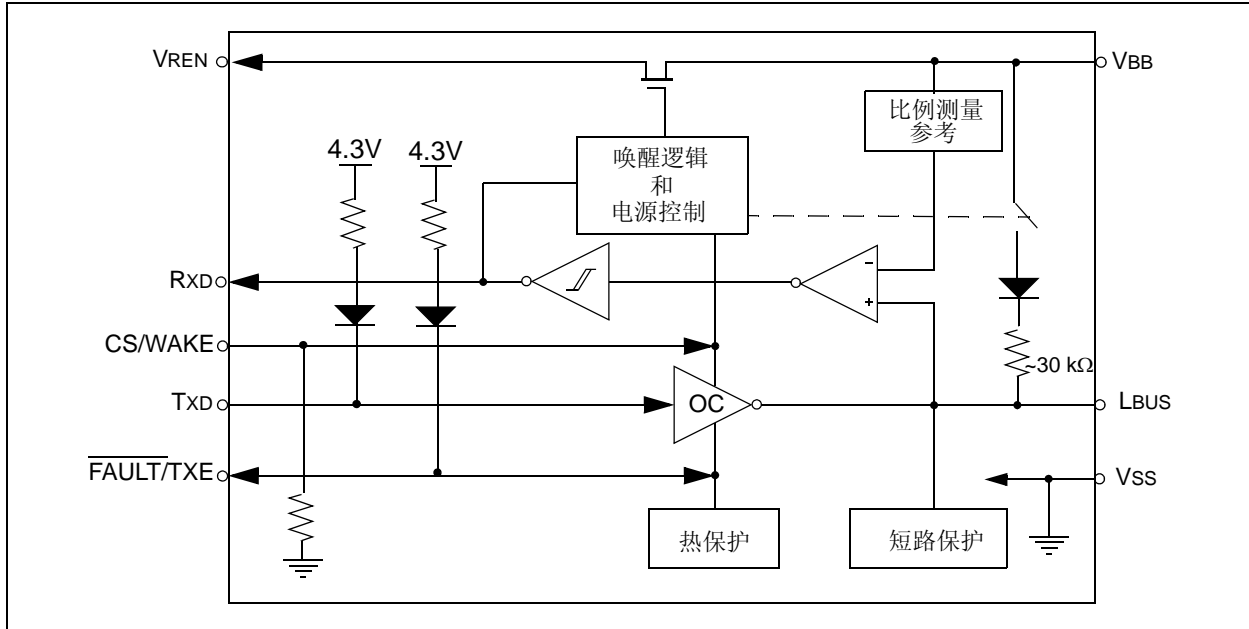 VREN
VBB
比例测量
参考
4.3V
4.3V
唤醒逻辑
和
电源控制
RXD
-
+
CS/WAKE
~30 kΩ
TXD
OC
LBUS
FAULT/TXE
VSS
热保护
短路保护